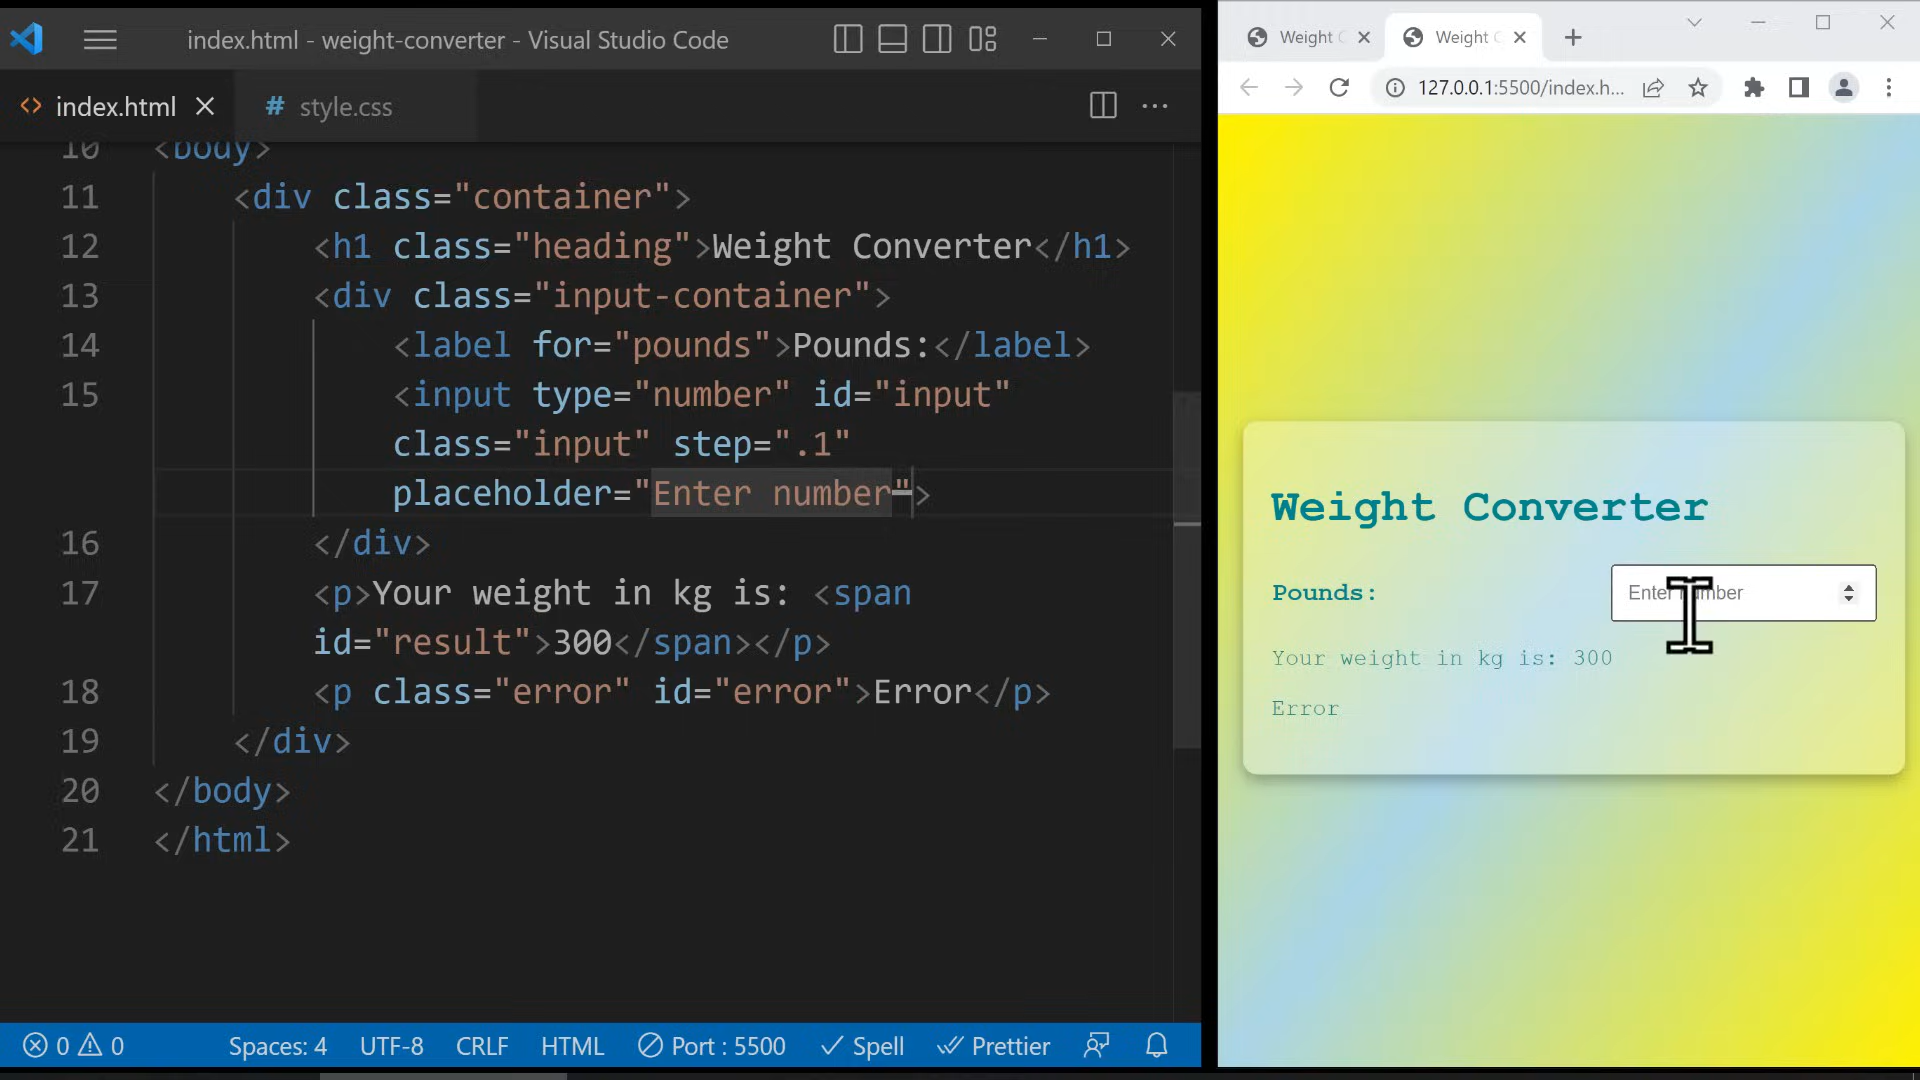 index.html - weight-converter - Visual Studio Code
<> index.html
# style.css
10 <body>
11 <div class="container">
12 <h1 class="heading">Weight Converter</h1>
13 <div class="input-container">
14 <label for="pounds">Pounds:</label>
15 <input type="number" id="input"
class="input" step=".1"
placeholder="Enter number">
16 </div>
17 <p>Your weight in kg is: <span
id="result">300</span></p>
18 <p class="error" id="error">Error</p>
19 </div>
20 </body>
21 </html>
0 0 Spaces: 4 UTF-8 CRLF HTML Port : 5500 Spell Prettier
Weight C
Weight C
127.0.0.1:5500/index.h...
Weight Converter
Pounds:
Enter number
Your weight in kg is: 300
Error